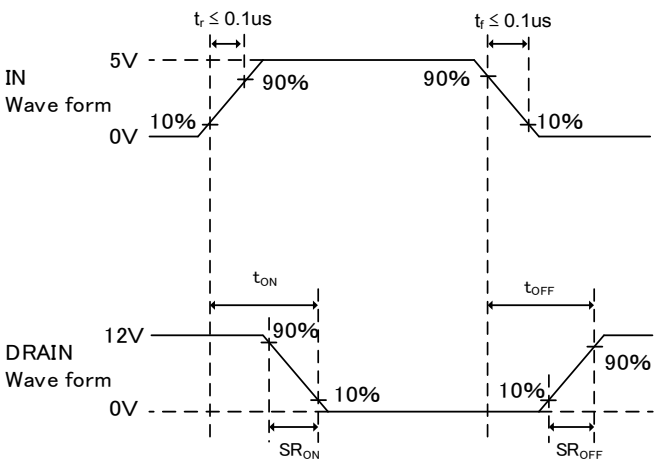 tr ≤ 0.1us
tf ≤ 0.1us
5V
IN
Wave form
90%
90%
10%
10%
0V
tON
tOFF
12V
90%
DRAIN
Wave form
90%
10%
10%
0V
SRON
SROFF